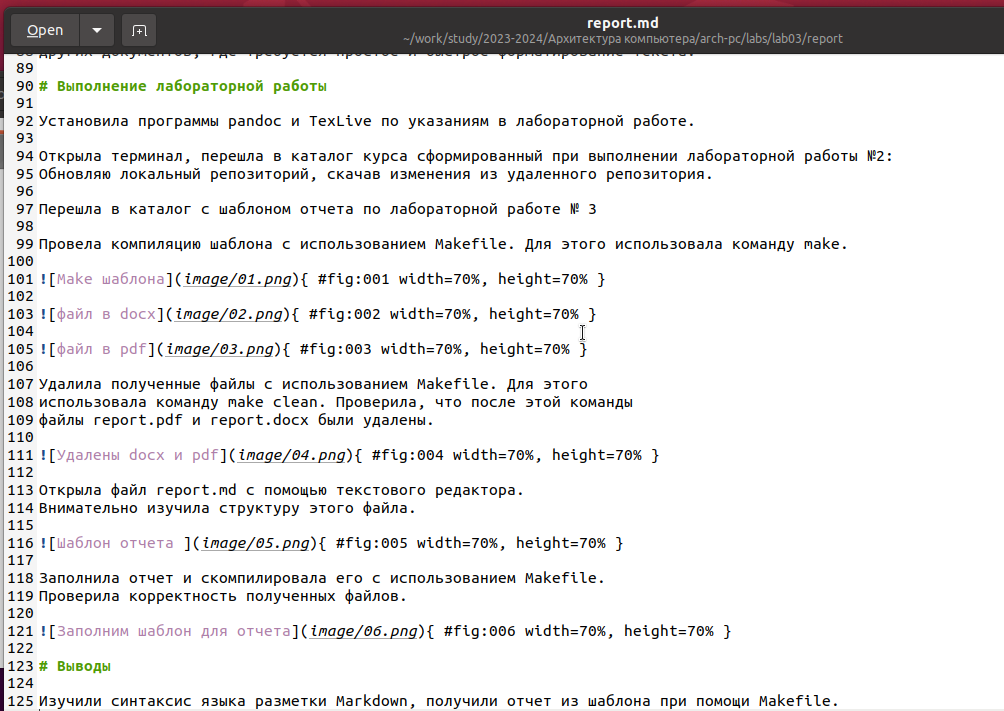 Open
report.md
~/work/study/2023-2024/Архитектура компьютера/arch-pc/labs/lab03/report
89
90 # Выполнение лабораторной работы
91
92 Установила программы pandoc и TexLive по указаниям в лабораторной работе.
93
94 Открыла терминал, перешла в каталог курса сформированный при выполнении лабораторной работы №2:
95 Обновляю локальный репозиторий, скачав изменения из удаленного репозитория.
96
97 Перешла в каталог с шаблоном отчета по лабораторной работе № 3
98
99 Провела компиляцию шаблона с использованием Makefile. Для этого использовала команду make.
100
101 ![Make шаблона](image/01.png){ #fig:001 width=70%, height=70% }
102
103 ![файл в docx](image/02.png){ #fig:002 width=70%, height=70% }
104
105 ![файл в pdf](image/03.png){ #fig:003 width=70%, height=70% }
106
107 Удалила полученные файлы с использованием Makefile. Для этого
108 использовала команду make clean. Проверила, что после этой команды
109 файлы report.pdf и report.docx были удалены.
110
111 ![Удалены docx и pdf](image/04.png){ #fig:004 width=70%, height=70% }
112
113 Открыла файл report.md с помощью текстового редактора.
114 Внимательно изучила структуру этого файла.
115
116 ![Шаблон отчета ](image/05.png){ #fig:005 width=70%, height=70% }
117
118 Заполнила отчет и скомпилировала его с использованием Makefile.
119 Проверила корректность полученных файлов.
120
121 ![Заполним шаблон для отчета](image/06.png){ #fig:006 width=70%, height=70% }
122
123 # Выводы
124
125 Изучили синтаксис языка разметки Markdown, получили отчет из шаблона при помощи Makefile.